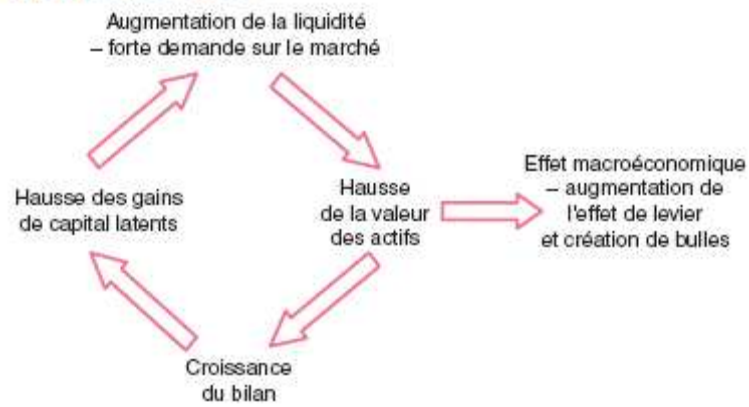 Augmentation de la liquidité
– forte demande sur le marché
Hausse des gains
de capital latents
Hausse
de la valeur
des actifs
Effet macroéconomique
– augmentation de
l'effet de levier
et création de bulles
Croissance
du bilan